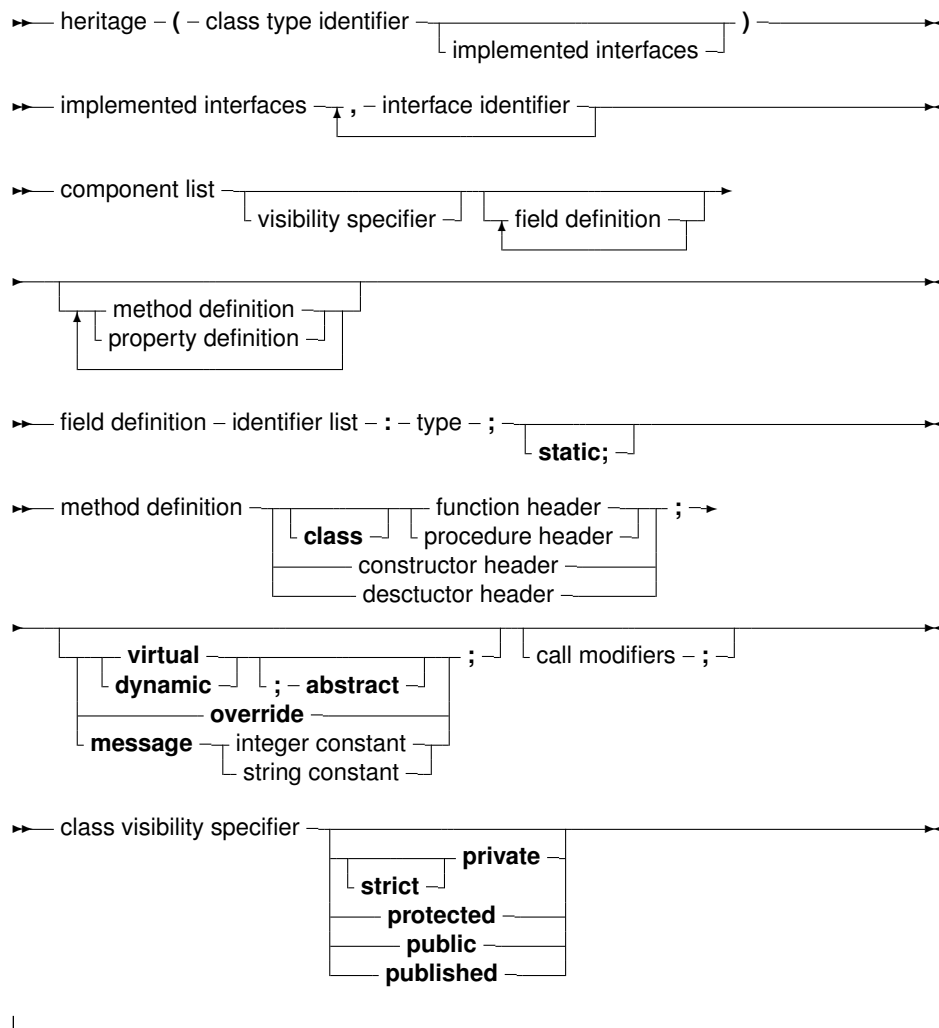 heritage ( class type identifier )
implemented interfaces
implemented interfaces , interface identifier
component list
visibility specifier field definition
method definition
property definition
field definition identifier list : type ;
static;
method definition function header ;
class procedure header
constructor header
desctuctor header
virtual ;
call modifiers ;
dynamic ; abstract
override
message integer constant
string constant
class visibility specifier
private
strict
protected
public
published